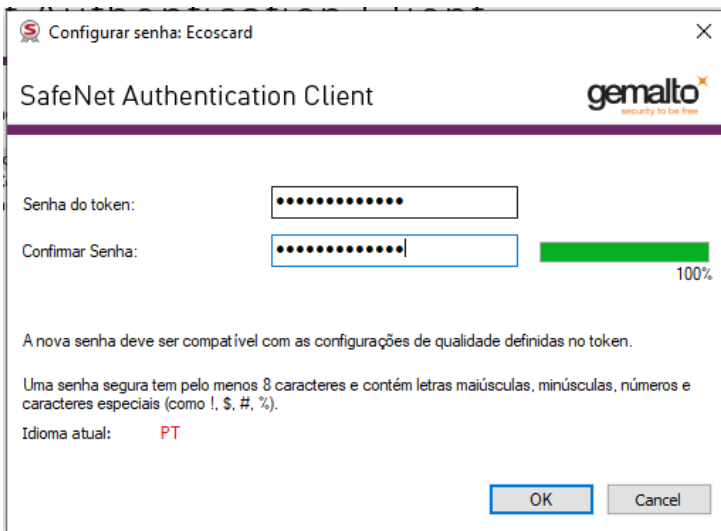 Configurar senha: Ecoscard
SafeNet Authentication Client
gemalto
security to be free
Senha do token: •••••••••••••
Confirmar Senha: •••••••••••••
100%
A nova senha deve ser compatível com as configurações de qualidade definidas no token.
Uma senha segura tem pelo menos 8 caracteres e contém letras maiúsculas, minúsculas, números e
caracteres especiais (como !, $, #, %).
Idioma atual: PT
OK Cancel